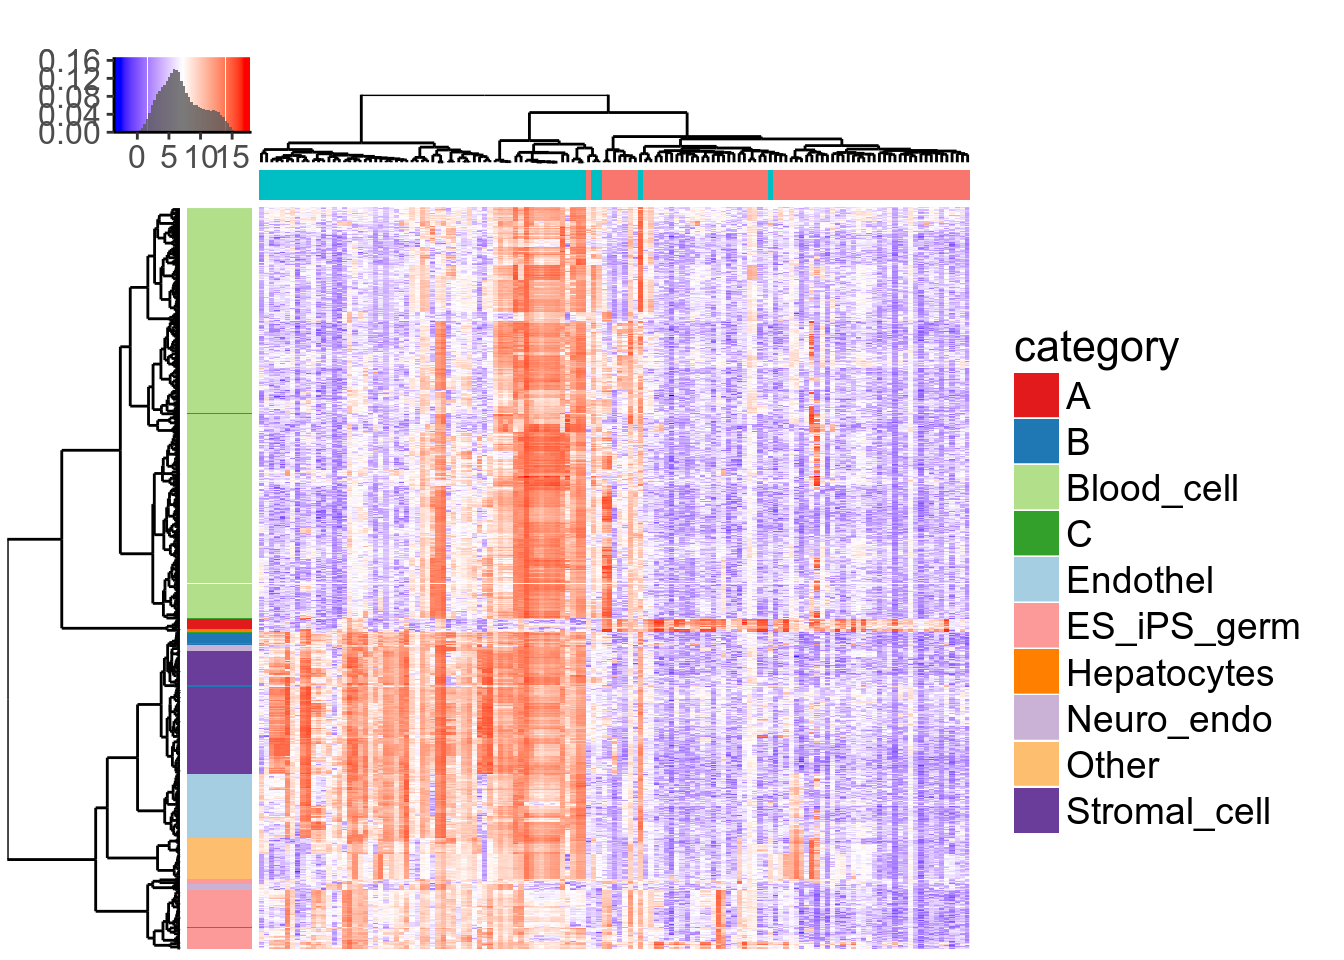 0.16
0.12
0.08
0.04
0.00
0 5 10 15
category
A
B
Blood_cell
C
Endothel
ES_iPS_germ
Hepatocytes
Neuro_endo
Other
Stromal_cell